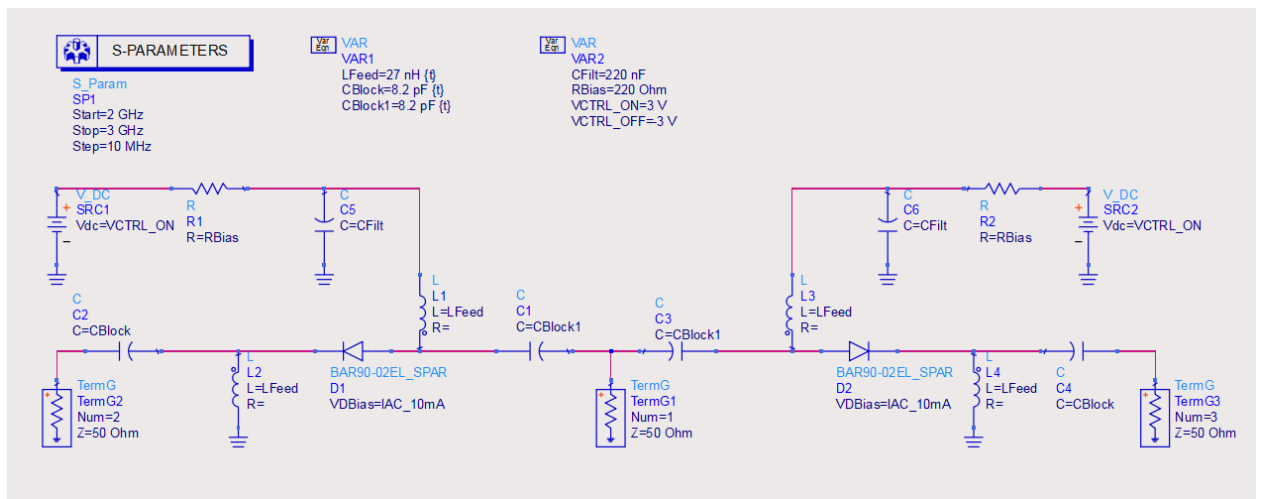 S-PARAMETERS
S_Param
SP1
Start=2 GHz
Stop=3 GHz
Step=10 MHz
Var
Eqn
VAR
VAR1
LFeed=27 nH {t}
CBlock=8.2 pF {t}
CBlock1=8.2 pF {t}
Var
Eqn
VAR
VAR2
CFilt=220 nF
RBias=220 Ohm
VCTRL_ON=3 V
VCTRL_OFF=-3 V
V_DC
SRC1
Vdc=VCTRL_ON
R
R1
R=RBias
C
C5
C=CFilt
C
C6
C=CFilt
R
R2
R=RBias
V_DC
SRC2
Vdc=VCTRL_ON
L
L1
L=LFeed
R=
L
L3
L=LFeed
R=
C
C2
C=CBlock
C
C1
C=CBlock1
C
C3
C=CBlock1
TermG
TermG2
Num=2
Z=50 Ohm
L
L2
L=LFeed
R=
BAR90-02EL_SPAR
D1
VDBias=IAC_10mA
TermG
TermG1
Num=1
Z=50 Ohm
BAR90-02EL_SPAR
D2
VDBias=IAC_10mA
L
L4
L=LFeed
R=
C
C4
C=CBlock
TermG
TermG3
Num=3
Z=50 Ohm